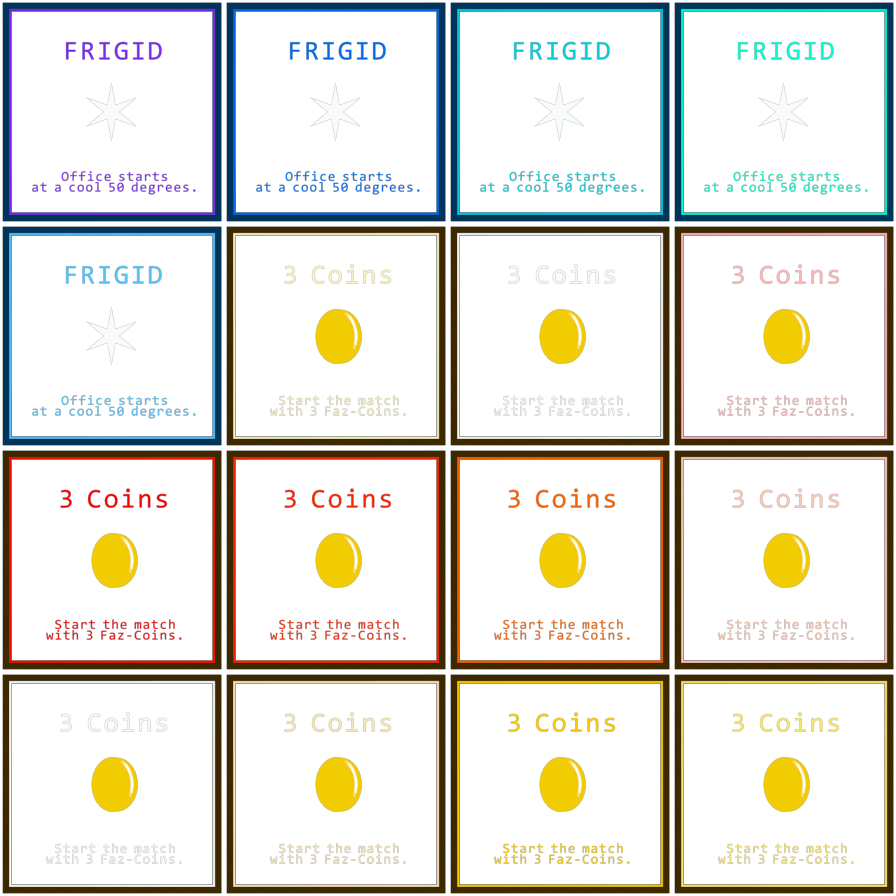 FRIGID
Office starts
at a cool 50 degrees.
FRIGID
Office starts
at a cool 50 degrees.
FRIGID
Office starts
at a cool 50 degrees.
FRIGID
Office starts
at a cool 50 degrees.
FRIGID
Office starts
at a cool 50 degrees.
3 Coins
Start the match
with 3 Faz-Coins.
3 Coins
Start the match
with 3 Faz-Coins.
3 Coins
Start the match
with 3 Faz-Coins.
3 Coins
Start the match
with 3 Faz-Coins.
3 Coins
Start the match
with 3 Faz-Coins.
3 Coins
Start the match
with 3 Faz-Coins.
3 Coins
Start the match
with 3 Faz-Coins.
3 Coins
Start the match
with 3 Faz-Coins.
3 Coins
Start the match
with 3 Faz-Coins.
3 Coins
Start the match
with 3 Faz-Coins.
3 Coins
Start the match
with 3 Faz-Coins.